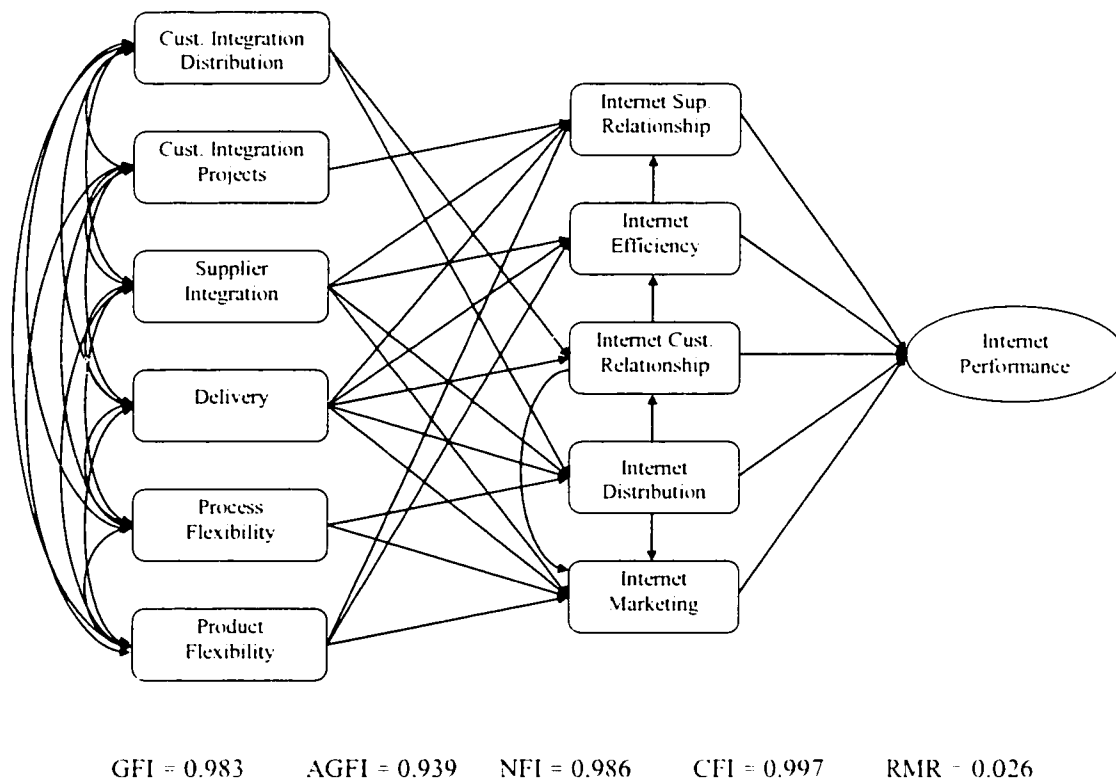 Cust. Integration
Distribution
Cust. Integration
Projects
Supplier
Integration
Delivery
Process
Flexibility
Product
Flexibility
Internet Sup.
Relationship
Internet
Efficiency
Internet Cust.
Relationship
Internet
Distribution
Internet
Marketing
Internet
Performance
GFI = 0.983 AGFI = 0.939 NFI = 0.986 CFI = 0.997 RMR = 0.026